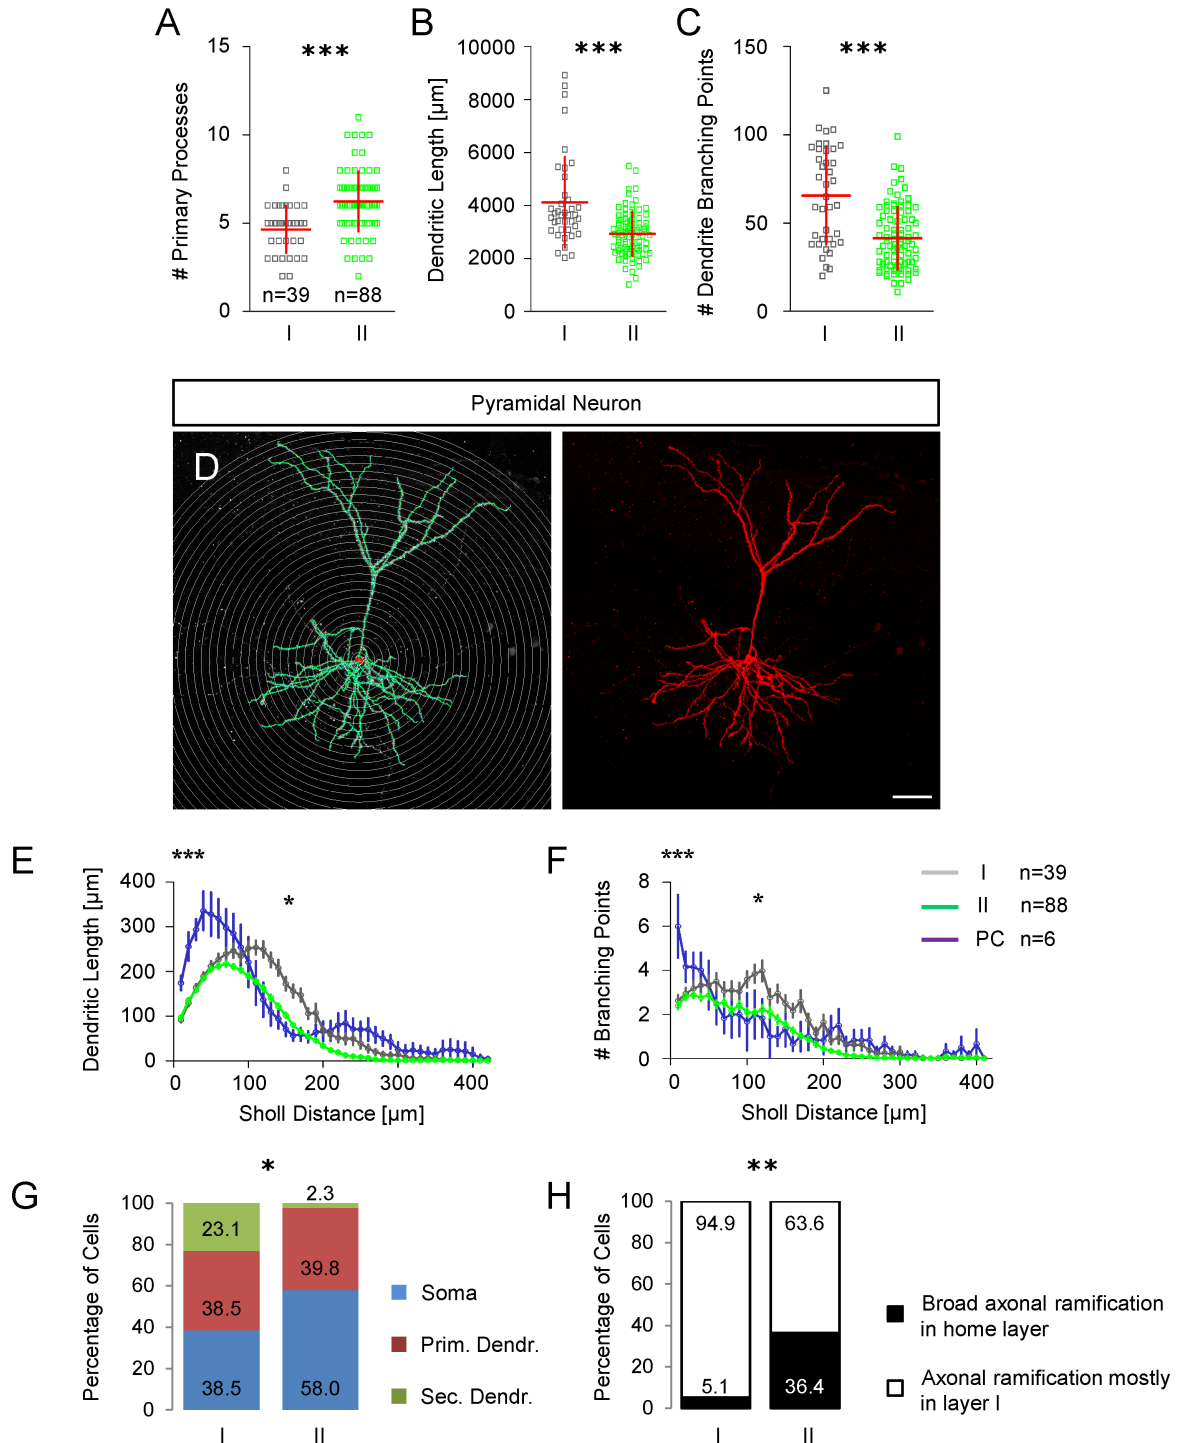 A
# Primary Processes
15
10
5
0
***
n=39
n=88
I
II
B
Dendritic Length [µm]
10000
8000
6000
4000
2000
0
***
I
II
C
# Dendrite Branching Points
150
100
50
0
***
I
II
Pyramidal Neuron
D
E
***
*
Dendritic Length [µm]
400
300
200
100
0
0
100
200
300
400
Sholl Distance [µm]
F
***
*
# Branching Points
8
6
4
2
0
0
100
200
300
400
Sholl Distance [µm]
I n=39
II n=88
PC n=6
G
*
Percentage of Cells
100
80
60
40
20
0
23.1
38.5
38.5
2.3
39.8
58.0
I
II
Soma
Prim. Dendr.
Sec. Dendr.
H
**
Percentage of Cells
100
80
60
40
20
0
94.9
5.1
63.6
36.4
I
II
Broad axonal ramification
in home layer
Axonal ramification mostly
in layer I